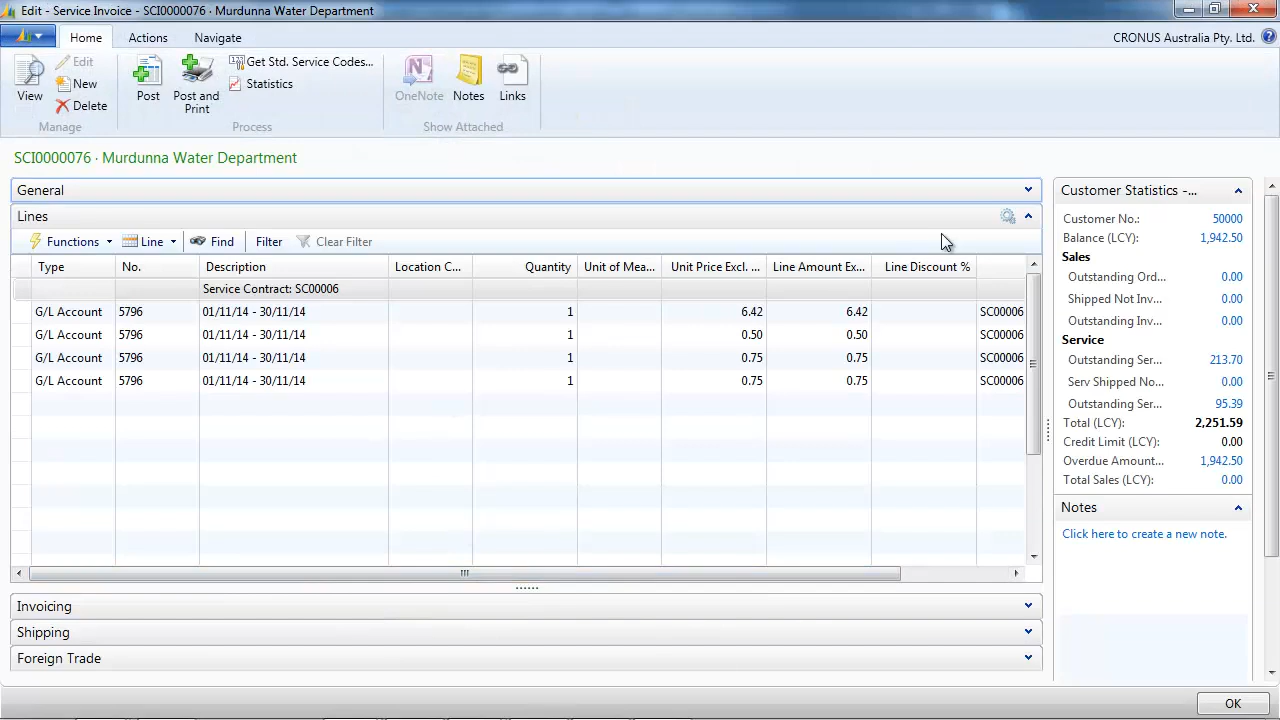 Edit - Service Invoice - SCI0000076 · Murdunna Water Department
Home Actions Navigate CRONUS Australia Pty. Ltd.
View
Edit
New
Delete
Manage
Post
Post and Print
Get Std. Service Codes...
Statistics
Process
OneNote
Notes
Links
Show Attached
SCI0000076 · Murdunna Water Department
General
Lines
Functions Line Find Filter Clear Filter
Type No. Description Location C... Quantity Unit of Mea... Unit Price Excl. ... Line Amount Ex... Line Discount %
Service Contract: SC00006
G/L Account 5796 01/11/14 - 30/11/14 1 6.42 6.42 SC00006
G/L Account 5796 01/11/14 - 30/11/14 1 0.50 0.50 SC00006
G/L Account 5796 01/11/14 - 30/11/14 1 0.75 0.75 SC00006
G/L Account 5796 01/11/14 - 30/11/14 1 0.75 0.75 SC00006
Invoicing
Shipping
Foreign Trade
Customer Statistics -...
Customer No.: 50000
Balance (LCY): 1,942.50
Sales
Outstanding Ord... 0.00
Shipped Not Inv... 0.00
Outstanding Inv... 0.00
Service
Outstanding Ser... 213.70
Serv Shipped No... 0.00
Outstanding Ser... 95.39
Total (LCY): 2,251.59
Credit Limit (LCY): 0.00
Overdue Amount... 1,942.50
Total Sales (LCY): 0.00
Notes
Click here to create a new note.
OK